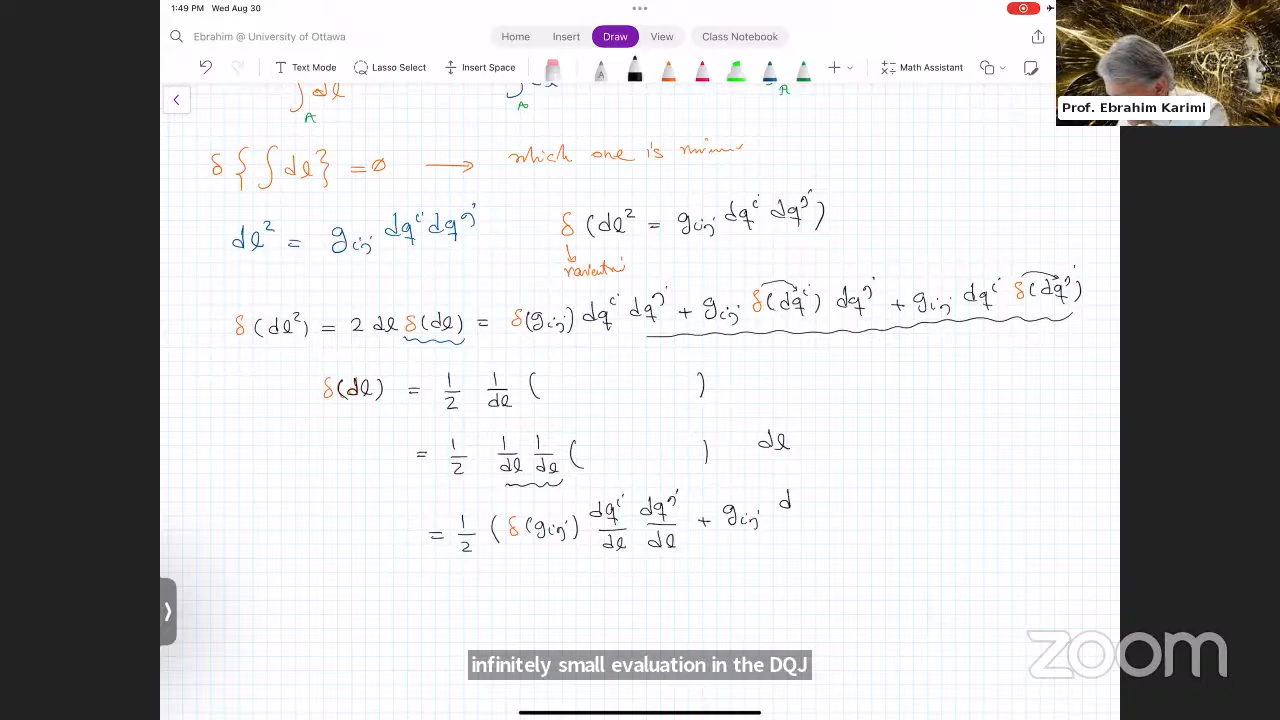 1:49 PM Wed Aug 30
Ebrahim @ University of Ottawa
Home Insert Draw View Class Notebook
Text Mode Lasso Select Insert Space Math Assistant
Prof. Ebrahim Karimi
∫ dl
A A A
δ { ∫ dl } = ∅ ⟶ which one is
dl² = g_ij dq^i dq^j δ (dl² = g_ij dq^i dq^j)
δ (dl²) = 2 dl δ(dl) = δ(g_ij) dq^i dq^j + g_ij δ(dq^i) dq^j + g_ij dq^i δ(dq^j)
δ(dl) = 1/2 1/dl ( )
= 1/2 1/dl 1/dl ( ) dl
= 1/2 ( δ(g_ij) dq^i/dl dq^j/dl + g_ij d
infinitely small evaluation in the DQJ
zoom